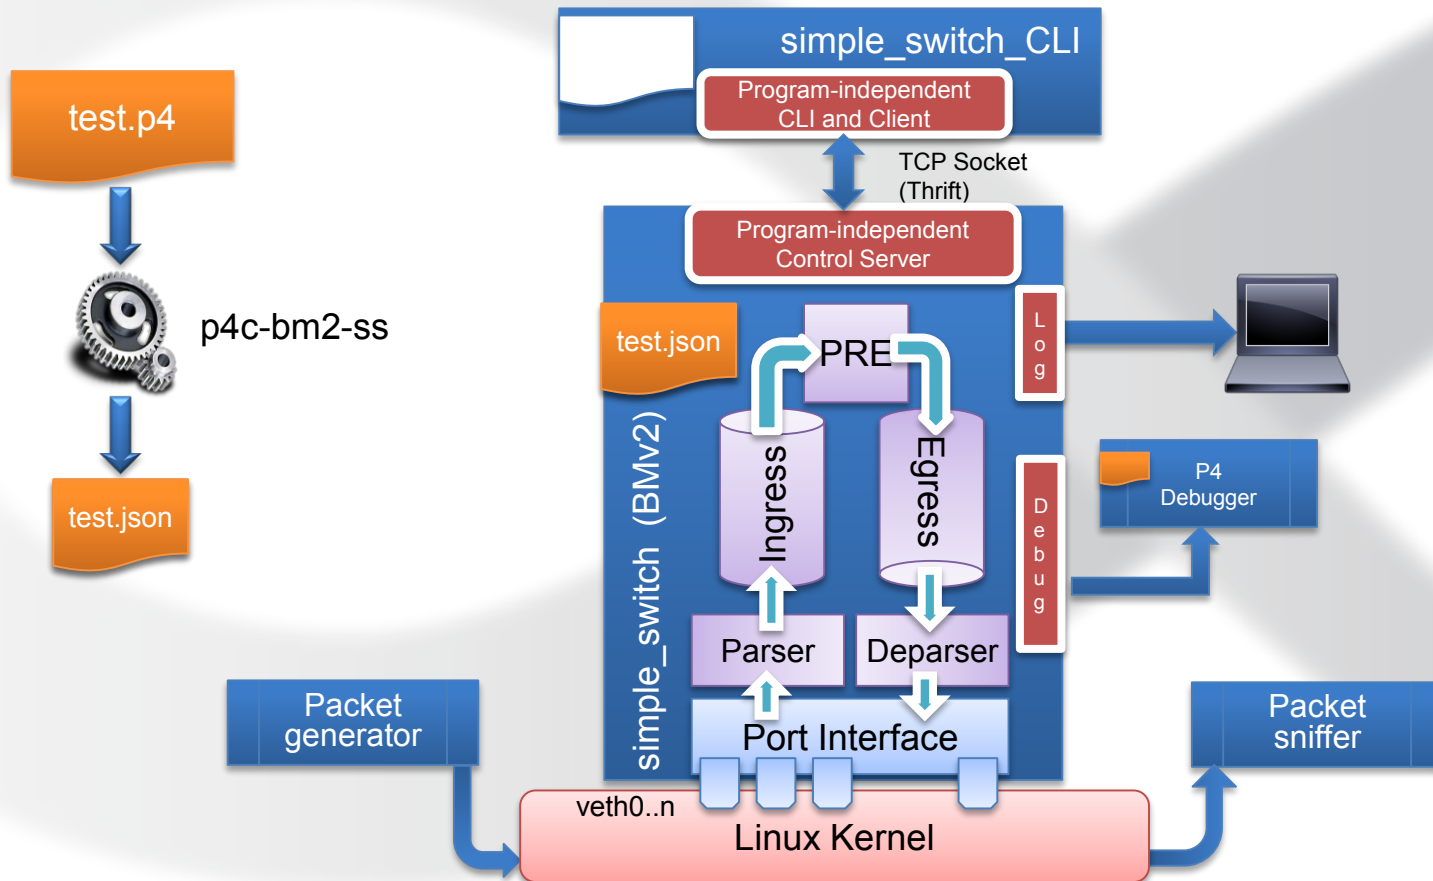 simple_switch_CLI
Program-independent
CLI and Client
test.p4
TCP Socket
(Thrift)
Program-independent
Control Server
p4c-bm2-ss
test.json
PRE
Log
test.json
Ingress
Egress
simple_switch (BMv2)
P4
Debugger
Debug
Parser
Deparser
Packet
generator
Port Interface
Packet
sniffer
veth0..n
Linux Kernel